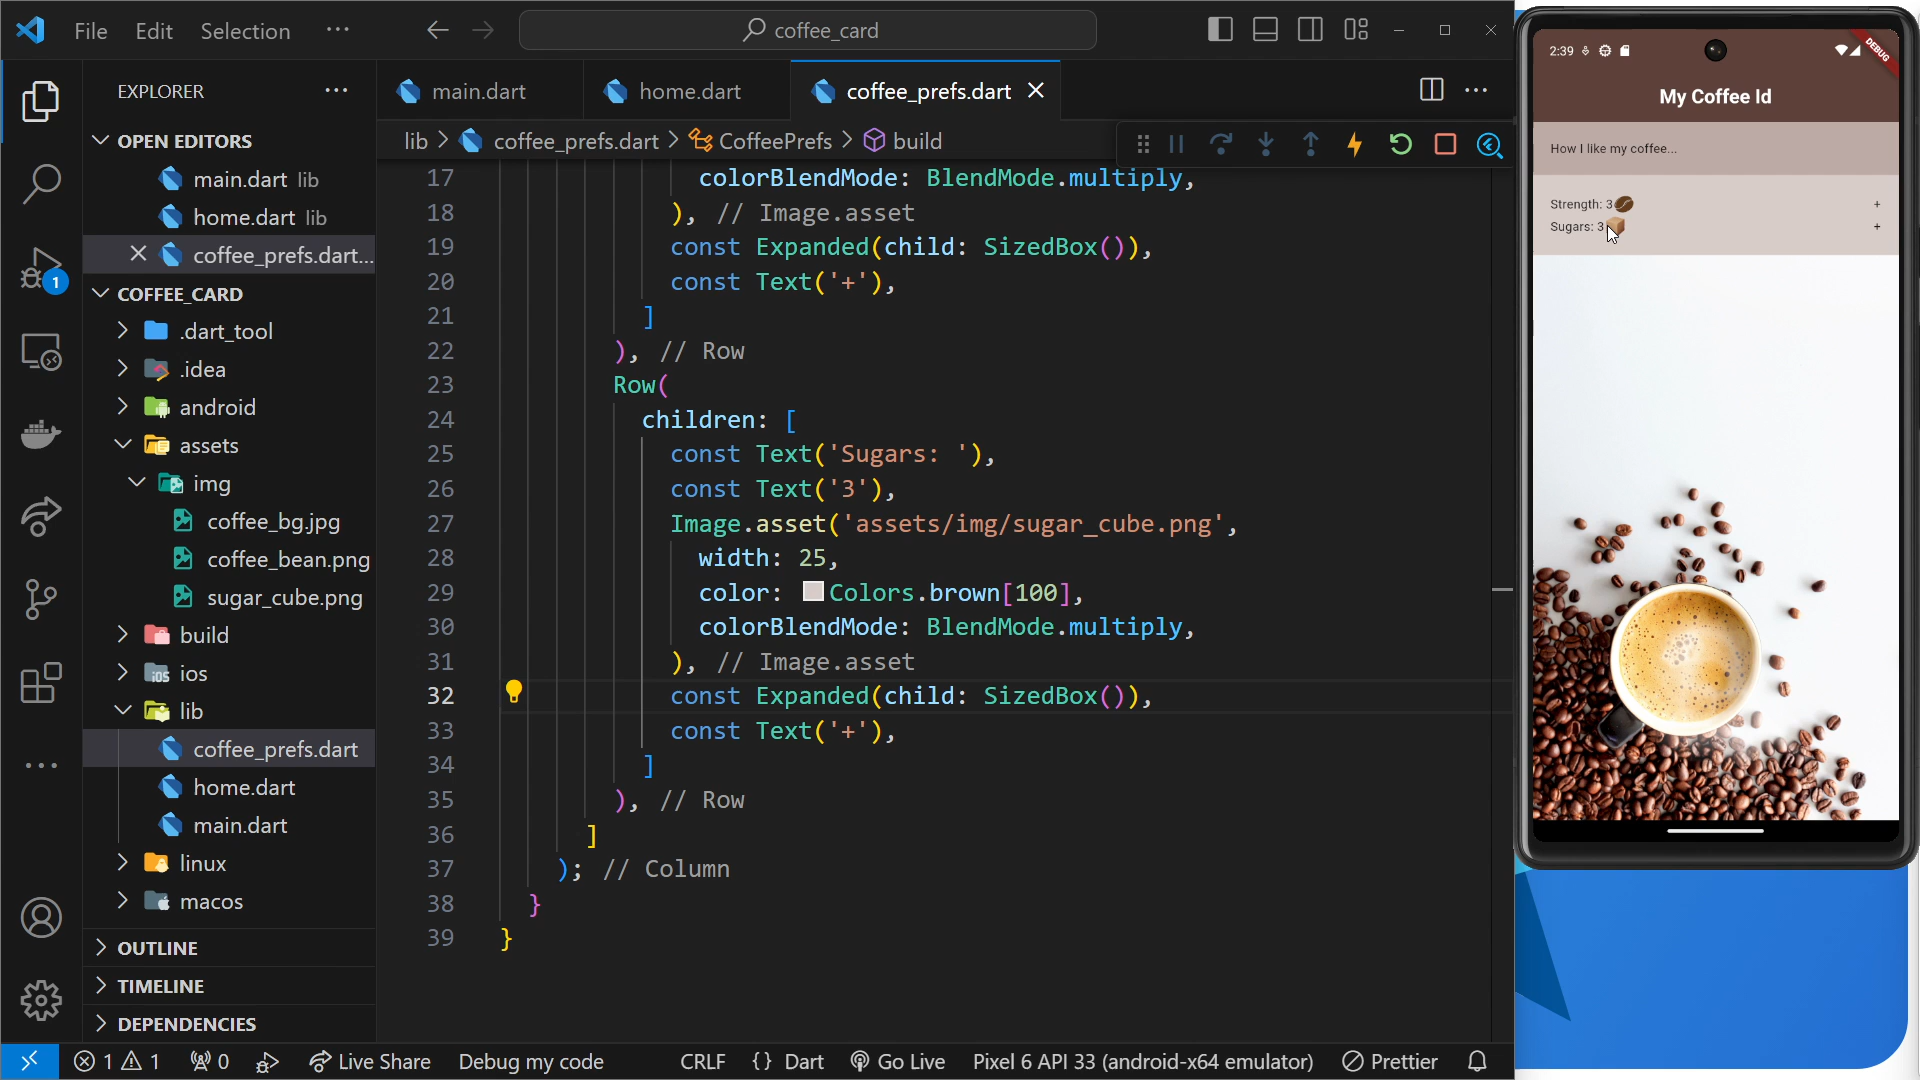 File Edit Selection ···
coffee_card
EXPLORER
OPEN EDITORS
main.dart lib
home.dart lib
coffee_prefs.dart...
COFFEE_CARD
.dart_tool
.idea
android
assets
img
coffee_bg.jpg
coffee_bean.png
sugar_cube.png
build
ios
lib
coffee_prefs.dart
home.dart
main.dart
linux
macos
OUTLINE
TIMELINE
DEPENDENCIES
1
main.dart home.dart coffee_prefs.dart
lib > coffee_prefs.dart > CoffeePrefs > build
17 colorBlendMode: BlendMode.multiply,
18 ), // Image.asset
19 const Expanded(child: SizedBox()),
20 const Text('+'),
21 ]
22 ), // Row
23 Row(
24 children: [
25 const Text('Sugars: '),
26 const Text('3'),
27 Image.asset('assets/img/sugar_cube.png',
28 width: 25,
29 color: Colors.brown[100],
30 colorBlendMode: BlendMode.multiply,
31 ), // Image.asset
32 const Expanded(child: SizedBox()),
33 const Text('+'),
34 ]
35 ), // Row
36 ]
37 ); // Column
38 }
39 }
1 1 0 Live Share Debug my code CRLF {} Dart Go Live Pixel 6 API 33 (android-x64 emulator) Prettier
2:39
DEBUG
My Coffee Id
How I like my coffee...
Strength: 3 +
Sugars: 3 +